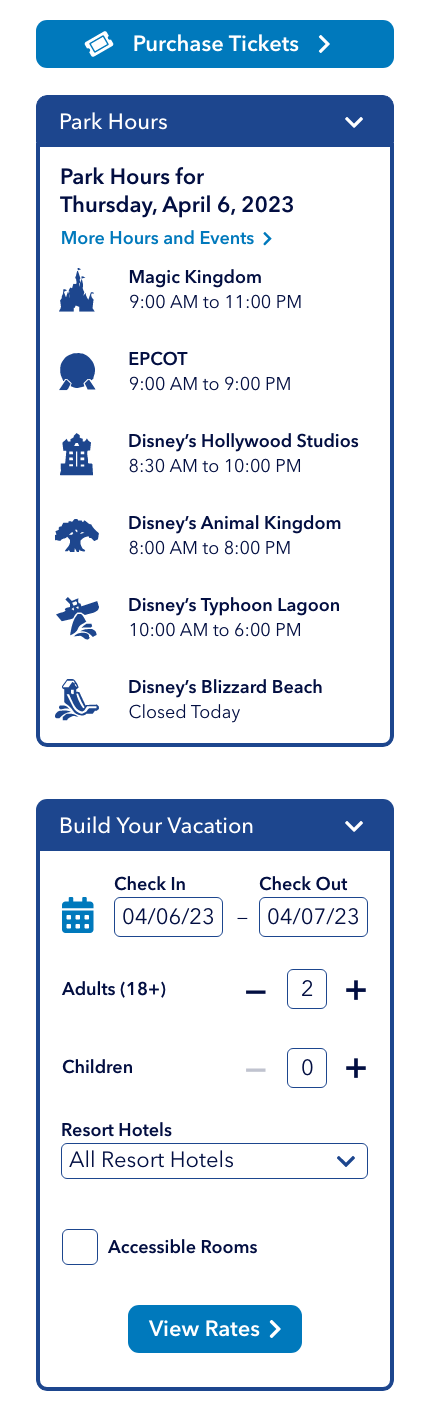 Purchase Tickets
Park Hours
Park Hours for
Thursday, April 6, 2023
More Hours and Events
Magic Kingdom
9:00 AM to 11:00 PM
EPCOT
9:00 AM to 9:00 PM
Disney’s Hollywood Studios
8:30 AM to 10:00 PM
Disney’s Animal Kingdom
8:00 AM to 8:00 PM
Disney’s Typhoon Lagoon
10:00 AM to 6:00 PM
Disney’s Blizzard Beach
Closed Today
Build Your Vacation
Check In Check Out
04/06/23 – 04/07/23
Adults (18+) − 2 +
Children − 0 +
Resort Hotels
All Resort Hotels
Accessible Rooms
View Rates